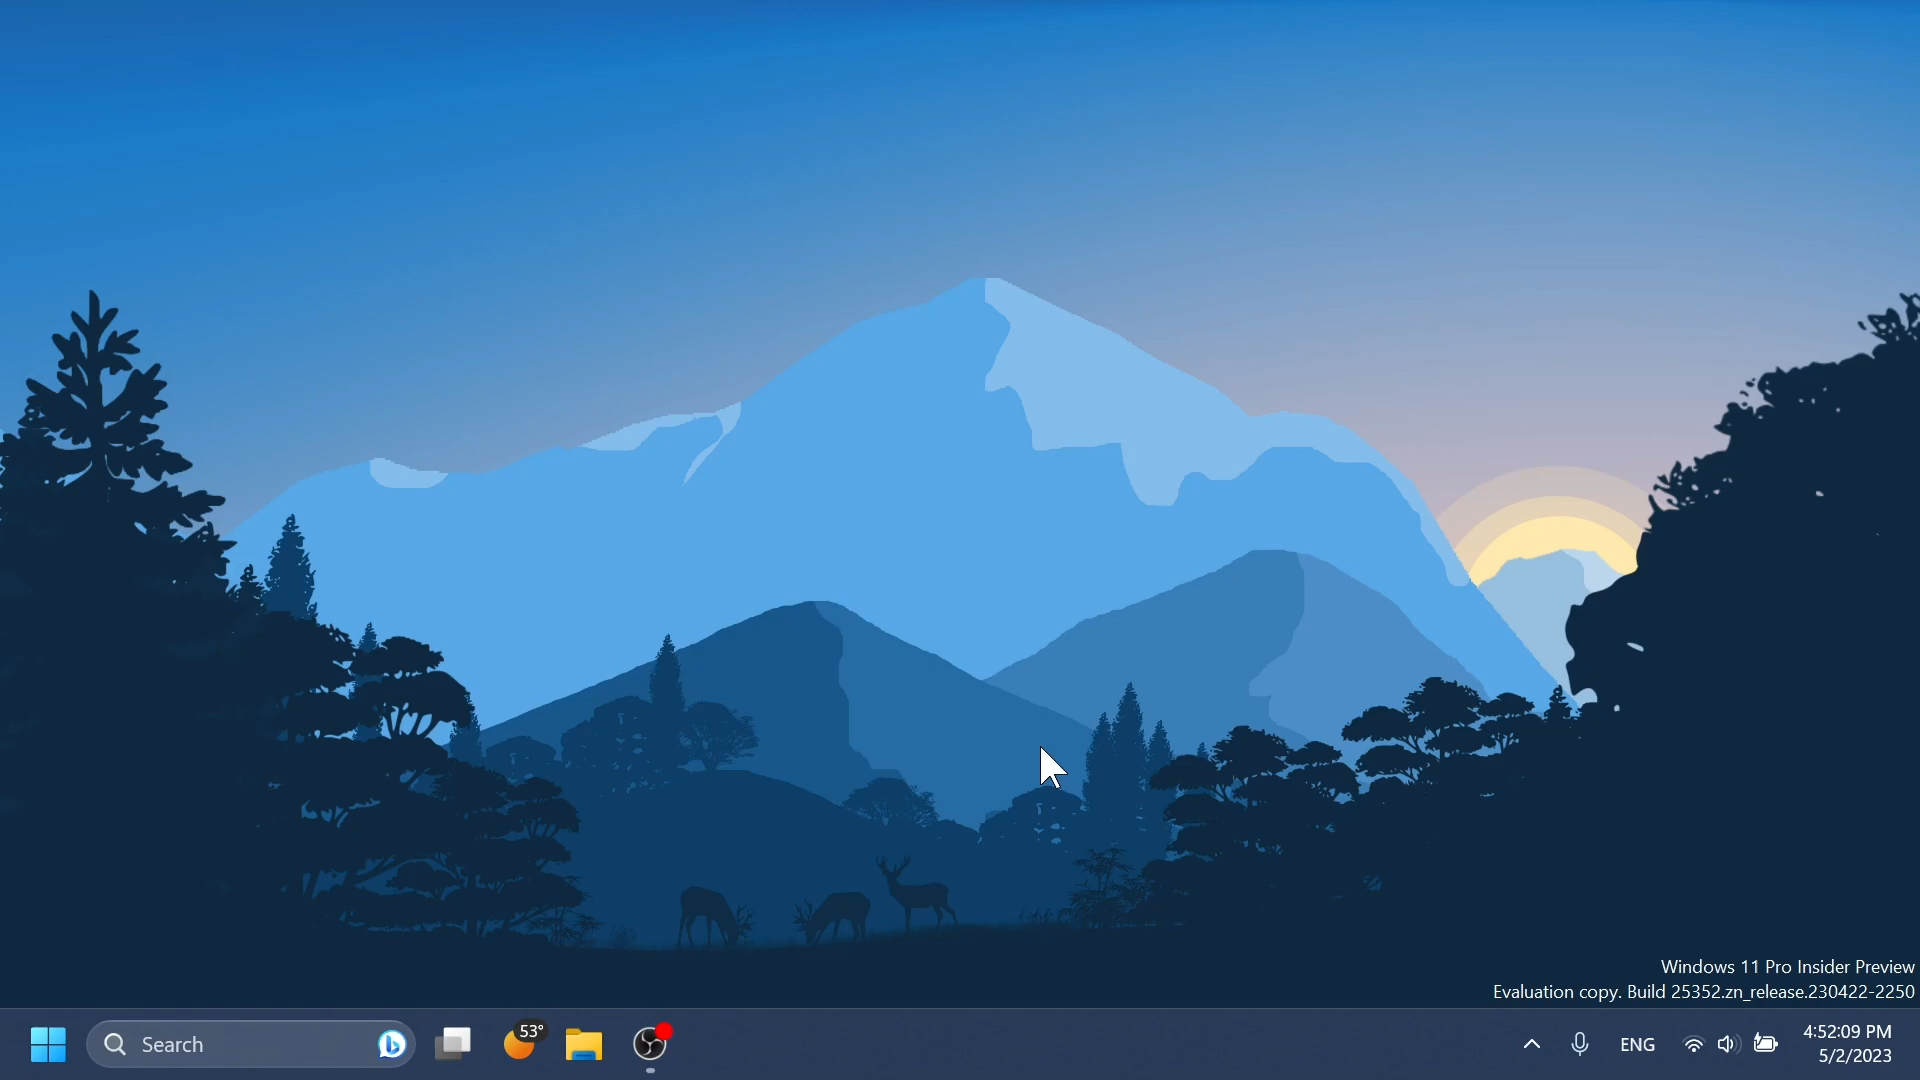 Windows 11 Pro Insider Preview
Evaluation copy. Build 25352.zn_release.230422-2250
Search
53°
ENG
4:52:09 PM
5/2/2023